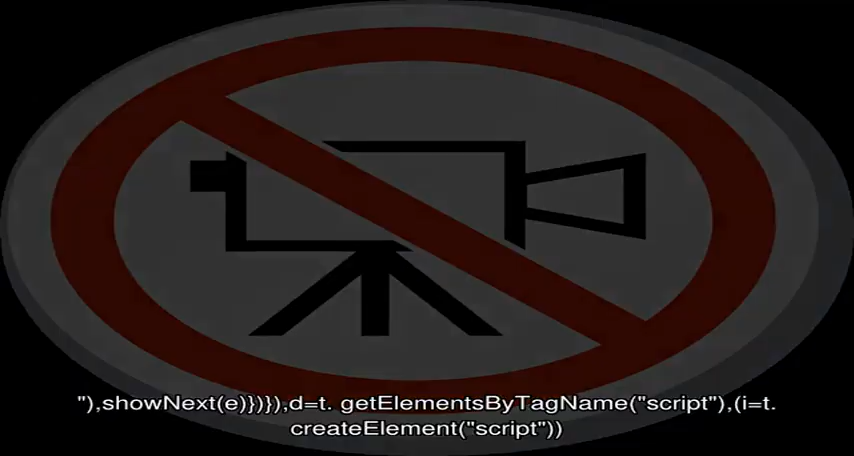 "),showNext(e)})}),d=t. getElementsByTagName("script"),(i=t.
createElement("script"))